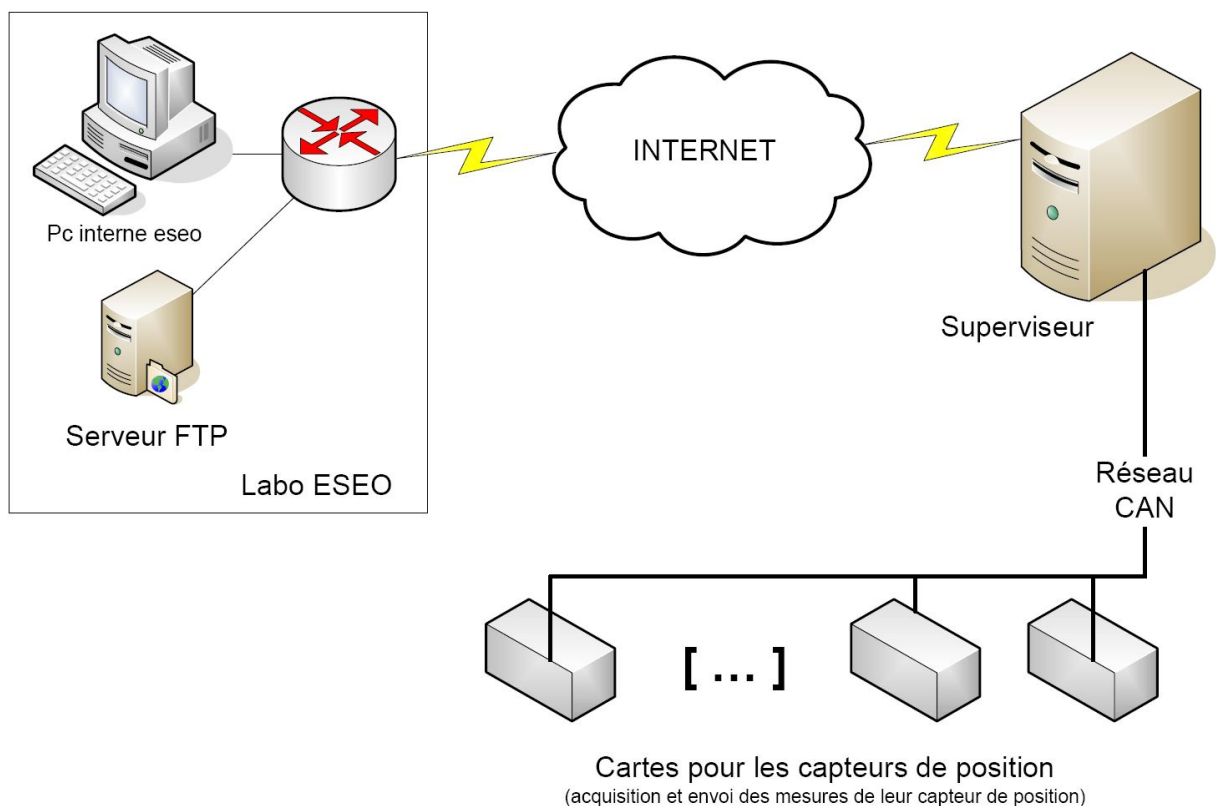 INTERNET
Pc interne eseo
Serveur FTP
Labo ESEO
Superviseur
Réseau
CAN
[ ... ]
Cartes pour les capteurs de position
(acquisition et envoi des mesures de leur capteur de position)